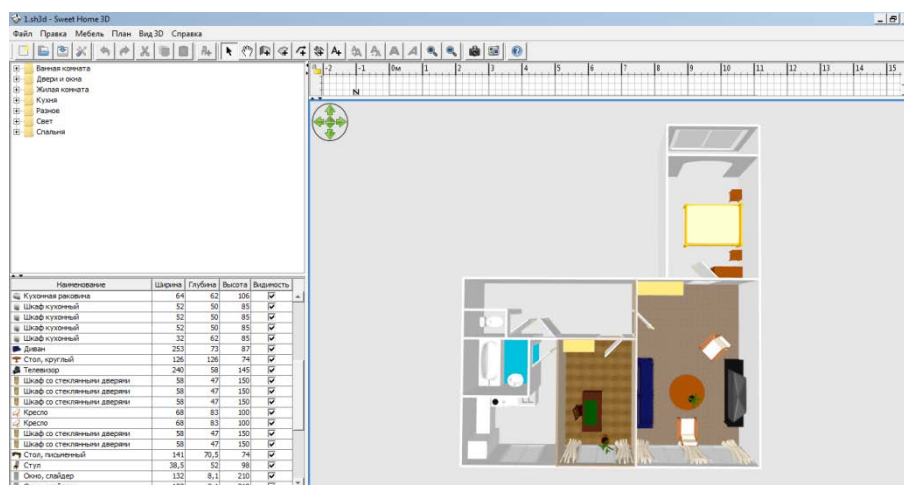 1.sh3d - Sweet Home 3D
Файл Правка Мебель План Вид 3D Справка
-2 -1 0м 1 2 3 4 5 6 7 8 9 10 11 12 13 14 15
N
Ванная комната
Двери и окна
Жилая комната
Кухня
Разное
Свет
Спальня
Наименование Ширина Глубина Высота Видимость
Кухонная раковина 64 62 106
Шкаф кухонный 52 50 85
Шкаф кухонный 52 50 85
Шкаф кухонный 52 50 85
Шкаф кухонный 32 62 85
Диван 253 73 87
Стол, круглый 126 126 74
Телевизор 240 58 145
Шкаф со стеклянными дверями 58 47 150
Шкаф со стеклянными дверями 58 47 150
Шкаф со стеклянными дверями 58 47 150
Кресло 68 83 100
Кресло 68 83 100
Шкаф со стеклянными дверями 58 47 150
Шкаф со стеклянными дверями 58 47 150
Стол, письменный 141 70,5 74
Стул 38,5 52 98
Окно, слайдер 132 8,1 210